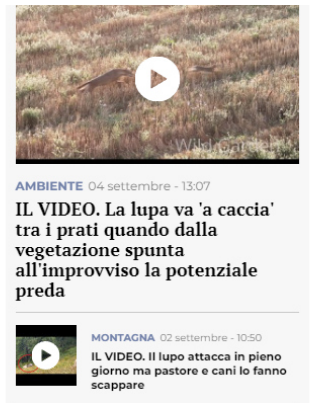 AMBIENTE 04 settembre - 13:07
IL VIDEO. La lupa va 'a caccia'
tra i prati quando dalla
vegetazione spunta
all'improvviso la potenziale
preda
MONTAGNA 02 settembre - 10:50
IL VIDEO. Il lupo attacca in pieno
giorno ma pastore e cani lo fanno
scappare